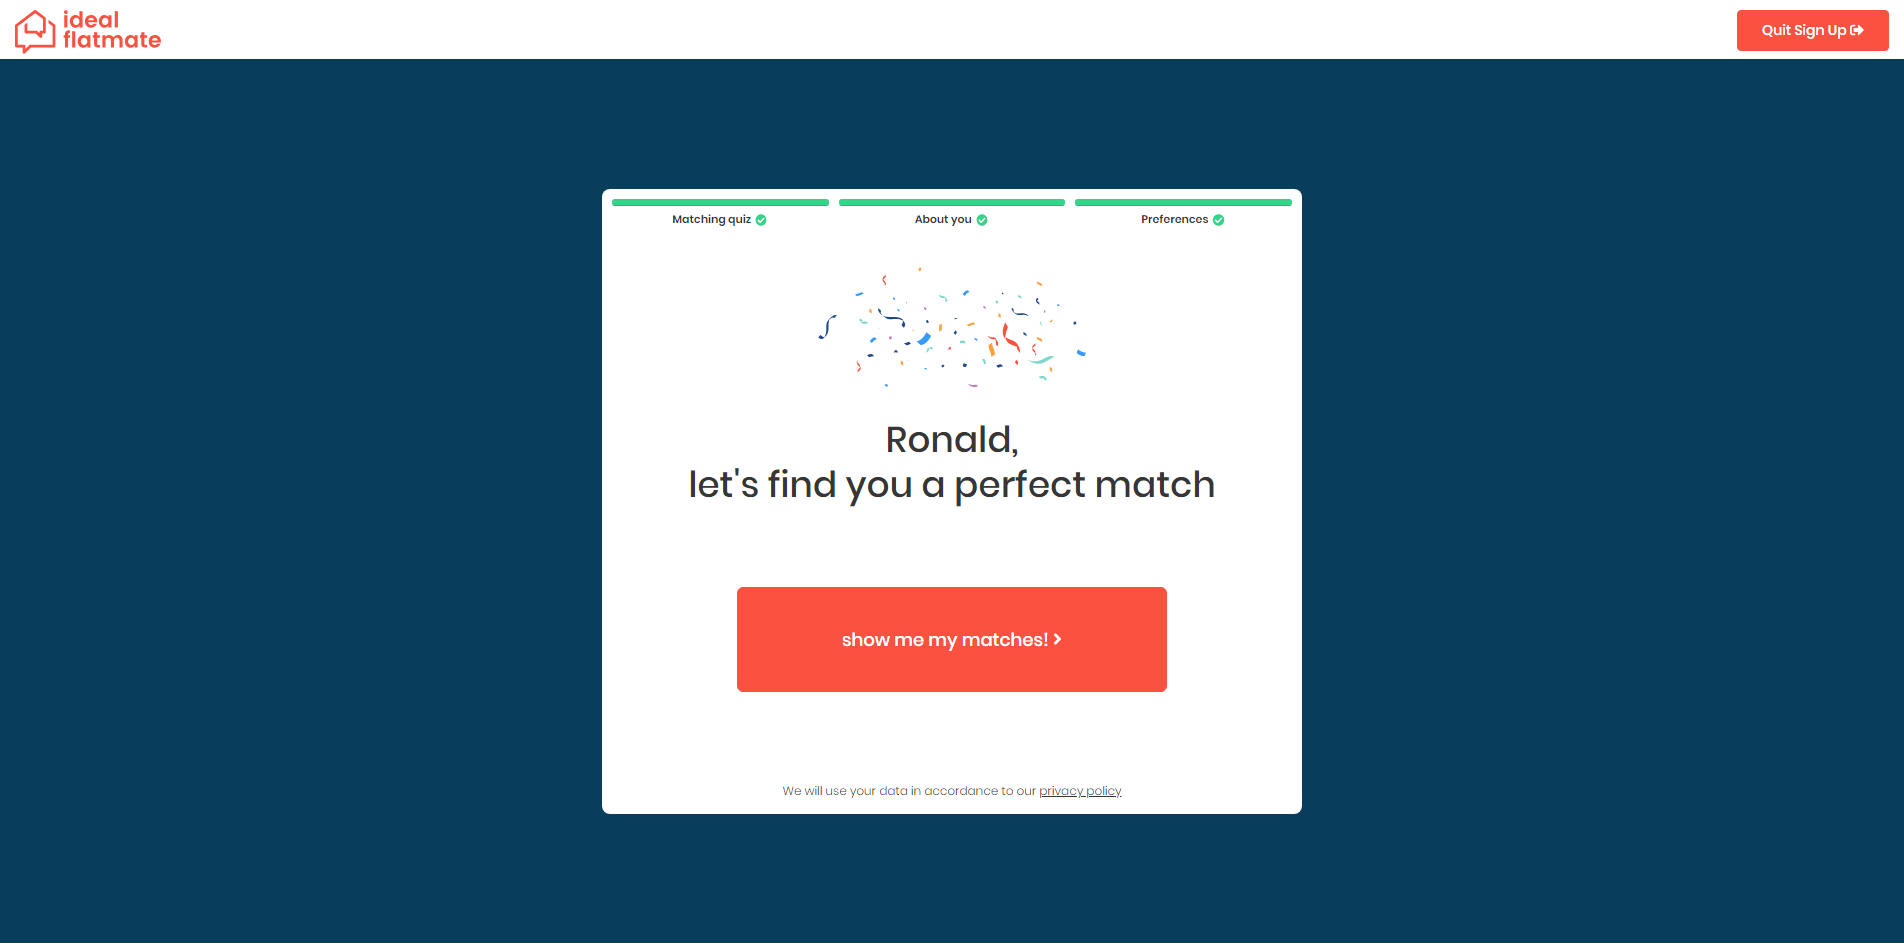 ideal
flatmate
Quit Sign Up
Matching quiz
About you
Preferences
Ronald,
let's find you a perfect match
show me my matches!
We will use your data in accordance to our privacy policy